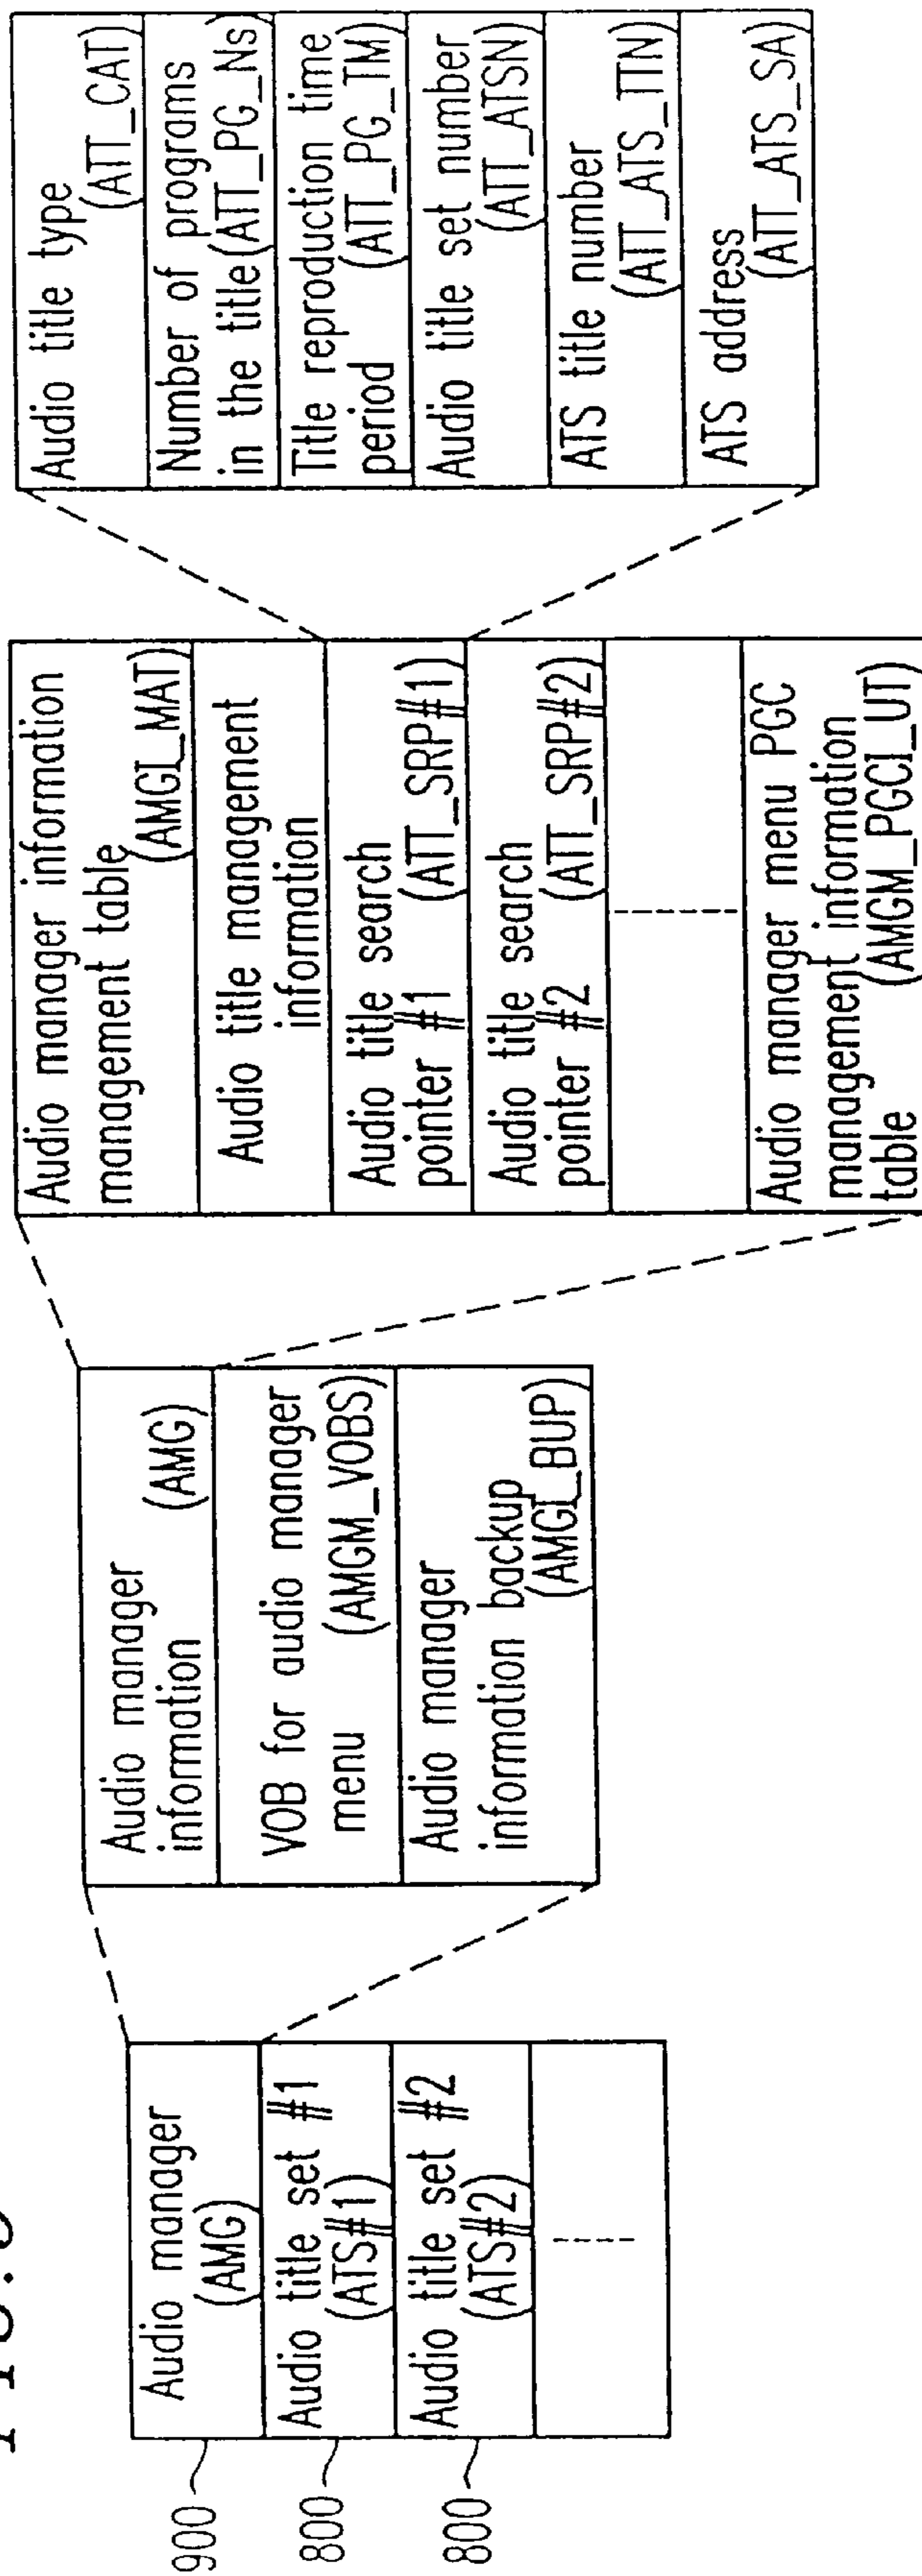 900
800
800
Audio manager
(AMG)
Audio title set #1
(ATS#1)
Audio title set #2
(ATS#2)
Audio manager
information (AMG)
VOB for audio manager
menu (AMGM_VOBS)
Audio manager
information backup
(AMGI_BUP)
Audio manager information
management table
(AMGI_MAT)
Audio title management
information
Audio title search
pointer #1 (ATT_SRP#1)
Audio title search
pointer #2 (ATT_SRP#2)
Audio manager menu PGC
management information
table (AMGM_PGCI_UT)
Audio title type
(ATT_CAT)
Number of programs
in the title (ATT_PG_Ns)
Title reproduction time
period (ATT_PG_TM)
Audio title set number
(ATT_ATSN)
ATS title number
(ATT_ATS_TTN)
ATS address
(ATT_ATS_SA)